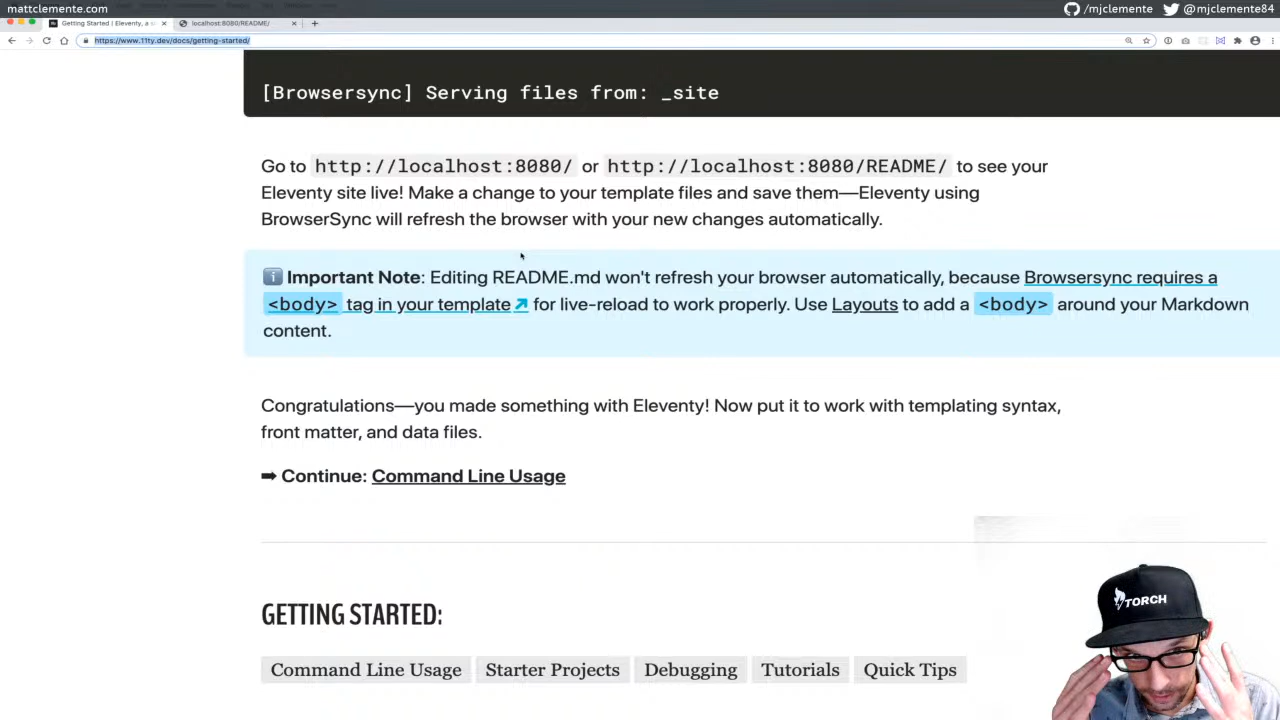 mattclemente.com
/mjclemente @mjclemente84
Getting Started | Eleventy, a s
localhost:8080/README/
https://www.11ty.dev/docs/getting-started/
[Browsersync] Serving files from: _site
Go to http://localhost:8080/ or http://localhost:8080/README/ to see your
Eleventy site live! Make a change to your template files and save them—Eleventy using
BrowserSync will refresh the browser with your new changes automatically.
Important Note: Editing README.md won't refresh your browser automatically, because Browsersync requires a
<body> tag in your template for live-reload to work properly. Use Layouts to add a <body> around your Markdown
content.
Congratulations—you made something with Eleventy! Now put it to work with templating syntax,
front matter, and data files.
Continue: Command Line Usage
GETTING STARTED:
TORCH
Command Line Usage Starter Projects Debugging Tutorials Quick Tips